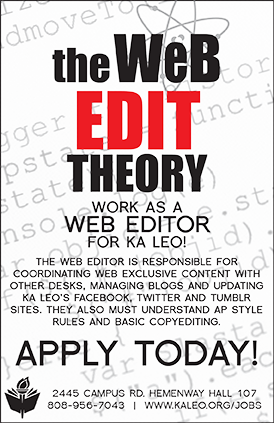 the WeB
EDIT
THEORY
WORK AS A
WEB EDITOR
FOR KA LEO!
THE WEB EDITOR IS RESPONSIBLE FOR
COORDINATING WEB EXCLUSIVE CONTENT WITH
OTHER DESKS, MANAGING BLOGS AND UPDATING
KA LEO'S FACEBOOK, TWITTER AND TUMBLR
SITES. THEY ALSO MUST UNDERSTAND AP STYLE
RULES AND BASIC COPYEDITING.
APPLY TODAY!
2445 CAMPUS RD. HEMENWAY HALL 107
808-956-7043 | WWW.KALEO.ORG/JOBS